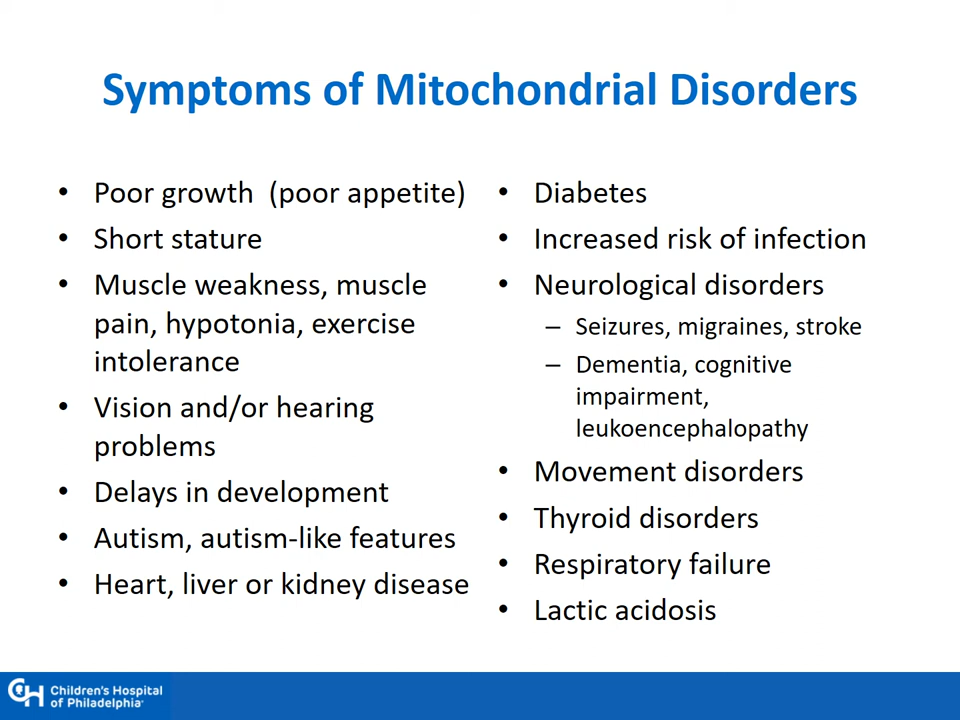 Symptoms of Mitochondrial Disorders
• Poor growth  (poor appetite)
• Short stature
• Muscle weakness, muscle
pain, hypotonia, exercise
intolerance
• Vision and/or hearing
problems
• Delays in development
• Autism, autism-like features
• Heart, liver or kidney disease
• Diabetes
• Increased risk of infection
• Neurological disorders
– Seizures, migraines, stroke
– Dementia, cognitive
impairment,
leukoencephalopathy
• Movement disorders
• Thyroid disorders
• Respiratory failure
• Lactic acidosis
CH Children's Hospital
of Philadelphia